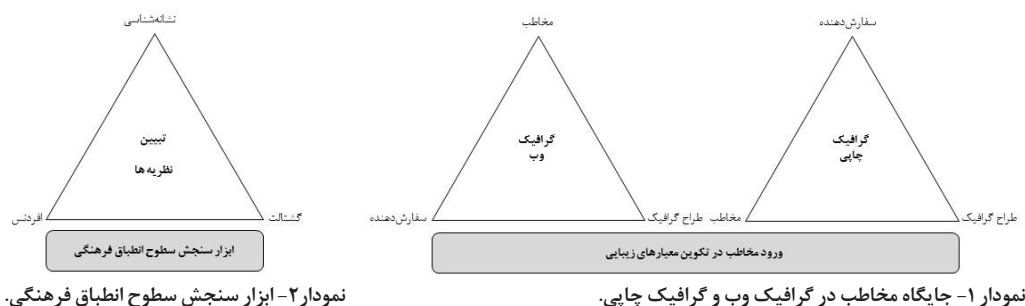 سفارش‌دهنده
گرافیک
چاپی
طراح گرافیک
مخاطب
مخاطب
گرافیک
وب
طراح گرافیک
سفارش‌دهنده
ورود مخاطب در تکوین معیارهای زیبایی
نمودار ۱- جایگاه مخاطب در گرافیک وب و گرافیک چاپی.
نشانه‌شناسی
تبیین
نظریه ها
گشتالت
افردنس
ابزار سنجش سطوح انطباق فرهنگی
نمودار۲- ابزار سنجش سطوح انطباق فرهنگی.